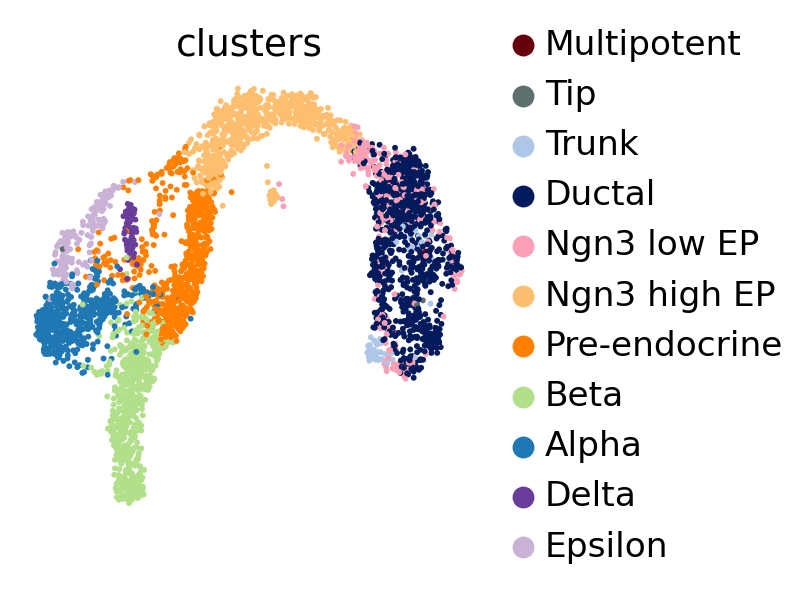 clusters
Multipotent
Tip
Trunk
Ductal
Ngn3 low EP
Ngn3 high EP
Pre-endocrine
Beta
Alpha
Delta
Epsilon